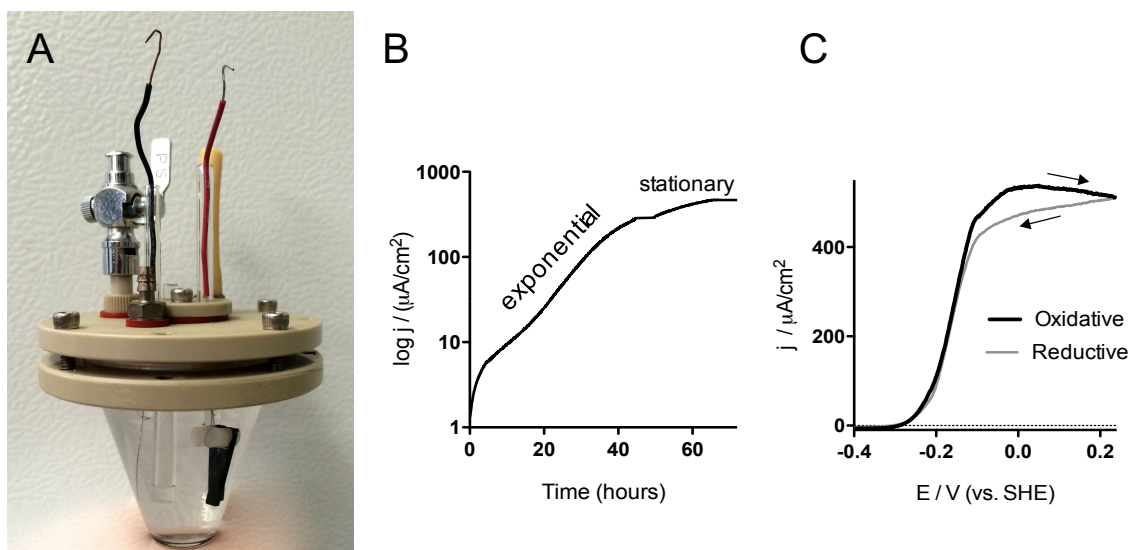 A
PS
B
1000
100
10
1
log j / (μA/cm²)
exponential
stationary
0
20
40
60
Time (hours)
C
400
200
0
j / μA/cm²
Oxidative
Reductive
-0.4
-0.2
0.0
0.2
E / V (vs. SHE)